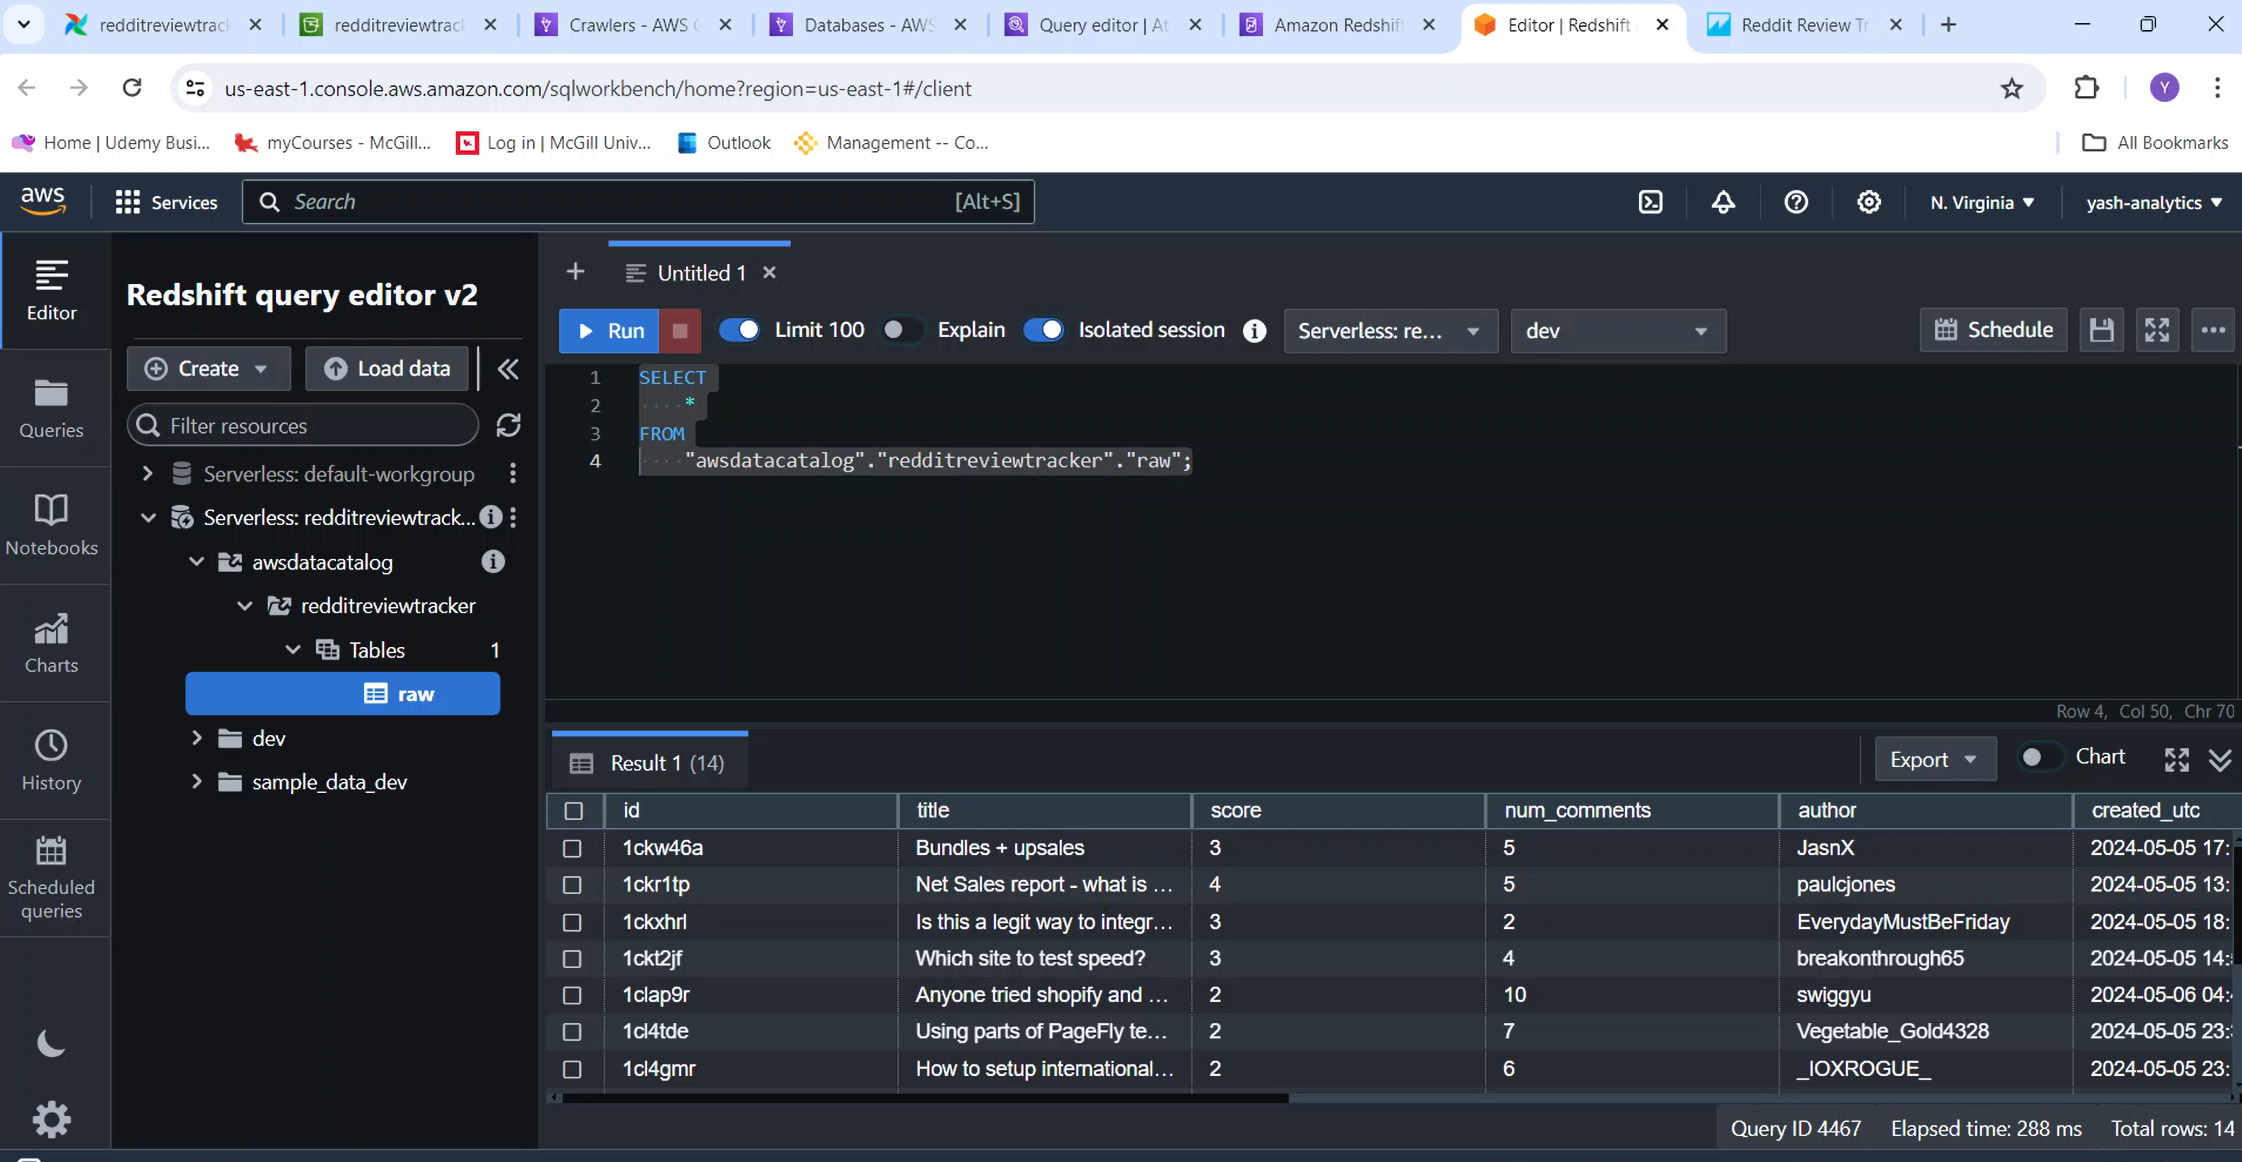 redditreviewtrack
redditreviewtrack
Crawlers - AWS G
Databases - AWS
Query editor | At
Amazon Redshift
Editor | Redshift
Reddit Review Tr
us-east-1.console.aws.amazon.com/sqlworkbench/home?region=us-east-1#/client
Y
Home | Udemy Busi...
myCourses - McGill...
Log in | McGill Univ...
Outlook
Management -- Co...
All Bookmarks
aws
Services
Search
[Alt+S]
N. Virginia
yash-analytics
Editor
Queries
Notebooks
Charts
History
Scheduled
queries
Redshift query editor v2
Create
Load data
Filter resources
Serverless: default-workgroup
Serverless: redditreviewtrack...
awsdatacatalog
redditreviewtracker
Tables 1
raw
dev
sample_data_dev
Untitled 1
Run
Limit 100
Explain
Isolated session
Serverless: re...
dev
Schedule
1 SELECT
2 ····*
3 FROM
4 ····"awsdatacatalog"."redditreviewtracker"."raw";
Row 4, Col 50, Chr 70
Result 1 (14)
Export
Chart
id title score num_comments author created_utc
1ckw46a Bundles + upsales 3 5 JasnX 2024-05-05 17:
1ckr1tp Net Sales report - what is ... 4 5 paulcjones 2024-05-05 13:
1ckxhrl Is this a legit way to integr... 3 2 EverydayMustBeFriday 2024-05-05 18:
1ckt2jf Which site to test speed? 3 4 breakonthrough65 2024-05-05 14:
1clap9r Anyone tried shopify and ... 2 10 swiggyu 2024-05-06 04:
1cl4tde Using parts of PageFly te... 2 7 Vegetable_Gold4328 2024-05-05 23:
1cl4gmr How to setup international... 2 6 _IOXROGUE_ 2024-05-05 23:
Query ID 4467 Elapsed time: 288 ms Total rows: 14